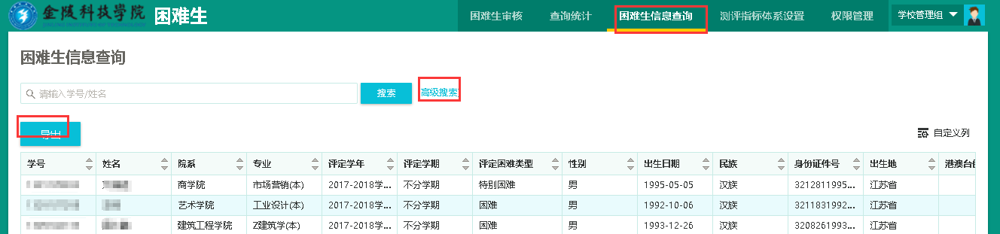 金陵科技学院 困难生 困难生审核 查询统计 困难生信息查询 测评指标体系设置 权限管理 学校管理组
困难生信息查询
请输入学号/姓名 搜索 高级搜索
导出 自定义列
学号 姓名 院系 专业 评定学年 评定学期 评定困难类型 性别 出生日期 民族 身份证件号 出生地 港澳台
商学院 市场营销(本) 2017-2018学... 不分学期 特别困难 男 1995-05-05 汉族 3212811995... 江苏省
艺术学院 工业设计(本) 2017-2018学... 不分学期 困难 男 1992-10-06 汉族 3211831992... 江苏省
建筑工程学院 Z建筑学(本) 2017-2018学... 不分学期 困难 男 1993-12-26 汉族 3208261993... 江苏省